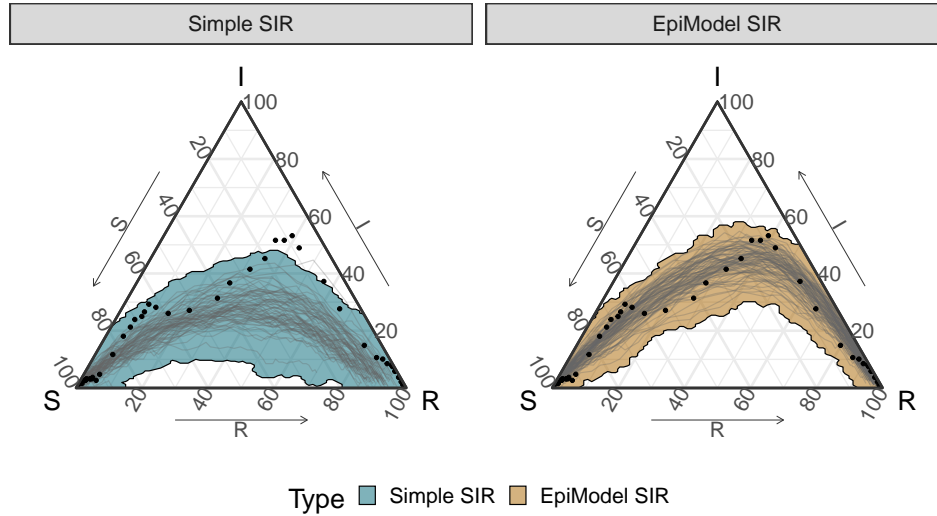 Simple SIR EpiModel SIR
I I
100 100
20 80 20 80
S 40 60 I S 40 60 I
60 40 60 40
80 20 80 20
100 100
S 20 40 60 80 100 R S 20 40 60 80 100 R
R R
Type Simple SIR EpiModel SIR